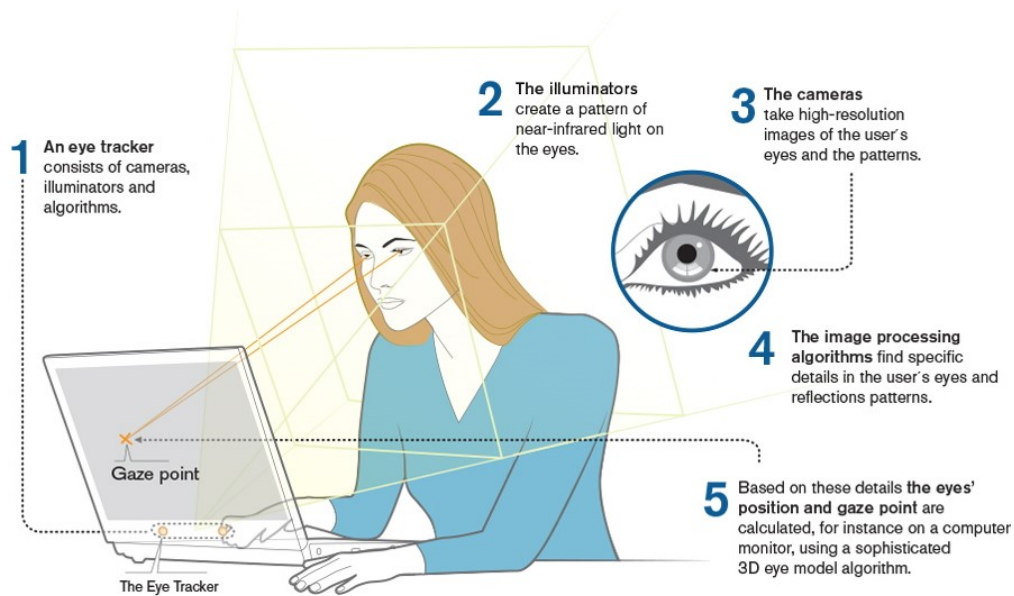 1
An eye tracker
consists of cameras,
illuminators and
algorithms.
2
The illuminators
create a pattern of
near-infrared light on
the eyes.
3
The cameras
take high-resolution
images of the user´s
eyes and the patterns.
4
The image processing
algorithms find specific
details in the user´s eyes and
reflections patterns.
5
Based on these details the eyes’
position and gaze point are
calculated, for instance on a computer
monitor, using a sophisticated
3D eye model algorithm.
Gaze point
The Eye Tracker